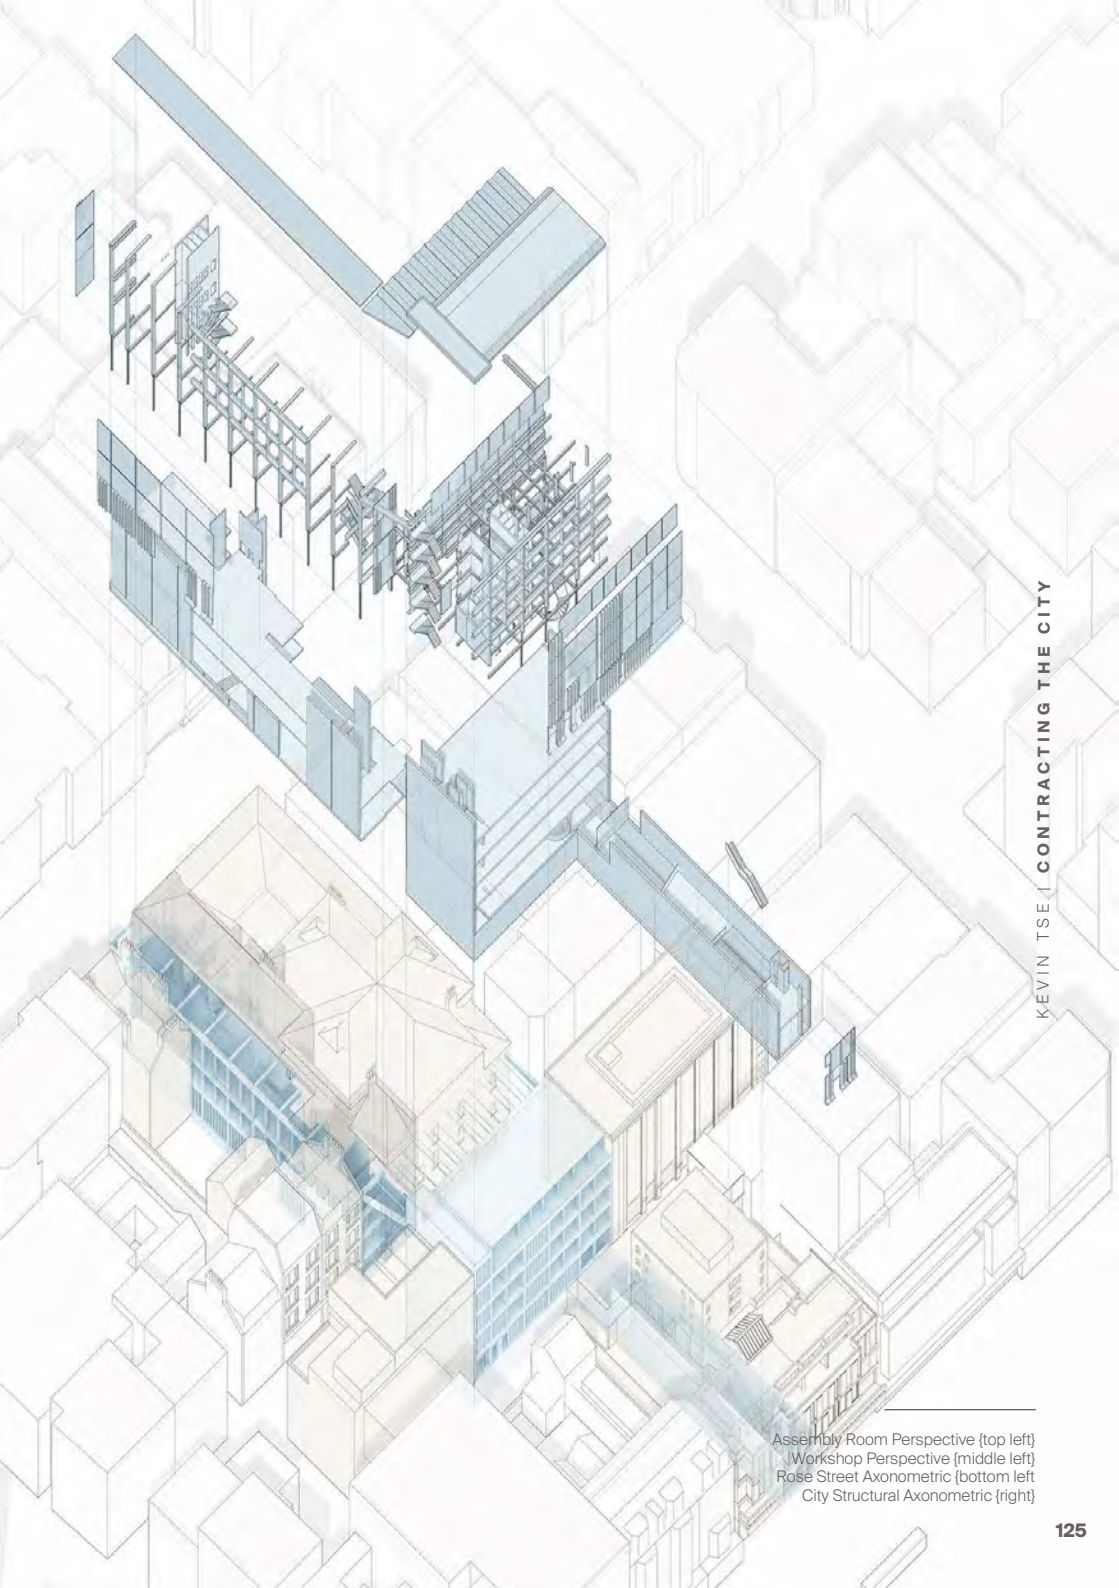 KEVIN TSE | CONTRACTING THE CITY
Assembly Room Perspective {top left}
Workshop Perspective {middle left}
Rose Street Axonometric {bottom left
City Structural Axonometric {right}
125